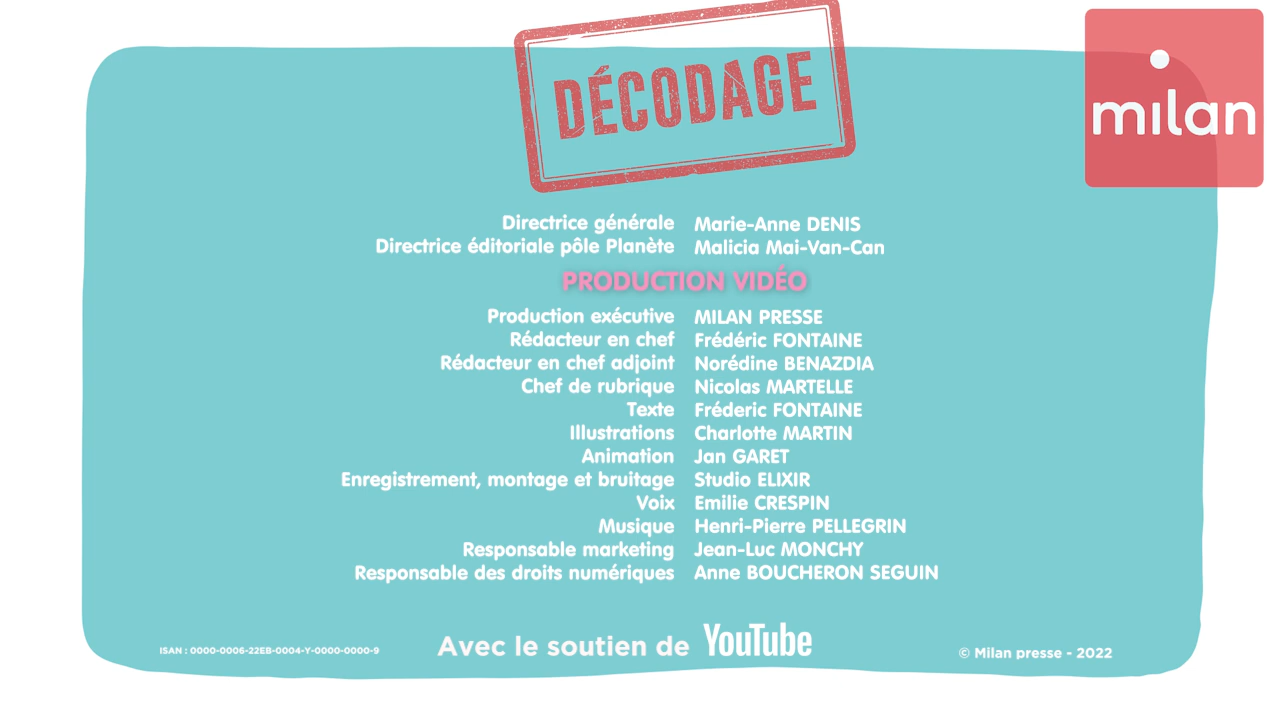 DÉCODAGE
milan
Directrice générale Marie-Anne DENIS
Directrice éditoriale pôle Planète Malicia Mai-Van-Can
PRODUCTION VIDÉO
Production exécutive MILAN PRESSE
Rédacteur en chef Frédéric FONTAINE
Rédacteur en chef adjoint Norédine BENAZDIA
Chef de rubrique Nicolas MARTELLE
Texte Fréderic FONTAINE
Illustrations Charlotte MARTIN
Animation Jan GARET
Enregistrement, montage et bruitage Studio ELIXIR
Voix Emilie CRESPIN
Musique Henri-Pierre PELLEGRIN
Responsable marketing Jean-Luc MONCHY
Responsable des droits numériques Anne BOUCHERON SEGUIN
ISAN : 0000-0006-22EB-0004-Y-0000-0000-9
Avec le soutien de YouTube
© Milan presse - 2022